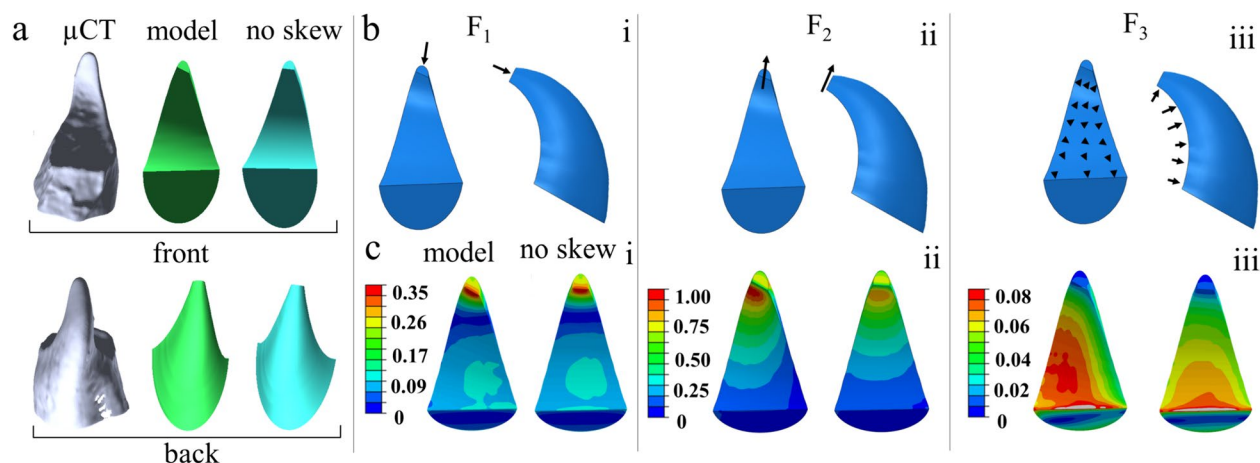 a
µCT model no skew
front
back
b F₁ i
F₂ ii
F₃ iii
c model no skew i
0.35
0.26
0.17
0.09
0
ii
1.00
0.75
0.50
0.25
0
iii
0.08
0.06
0.04
0.02
0